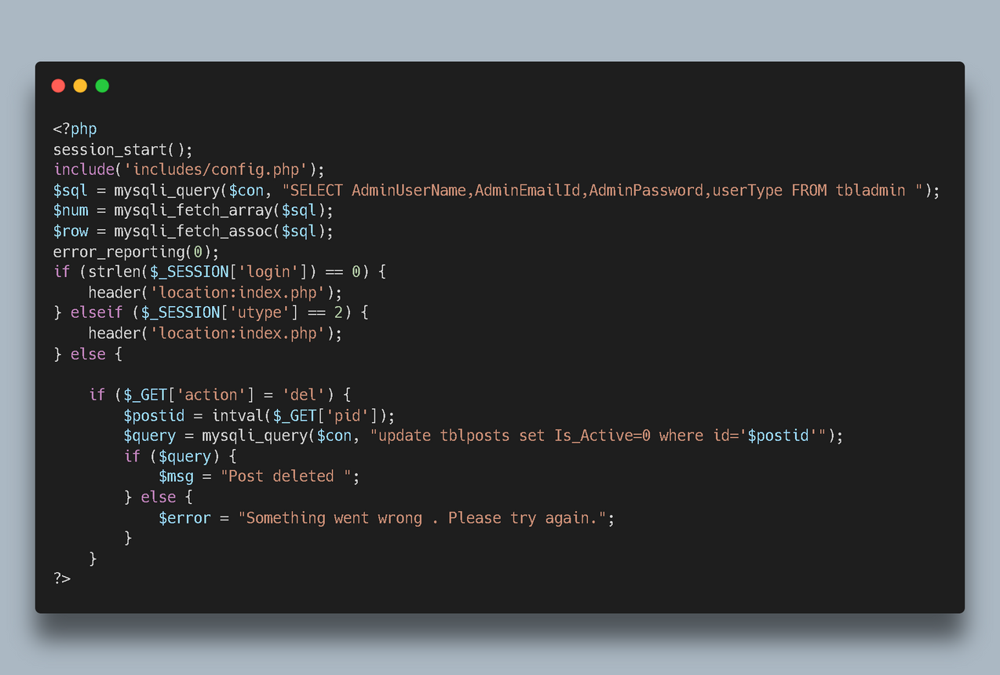 <?php
session_start();
include('includes/config.php');
$sql = mysqli_query($con, "SELECT AdminUserName,AdminEmailId,AdminPassword,userType FROM tbladmin ");
$num = mysqli_fetch_array($sql);
$row = mysqli_fetch_assoc($sql);
error_reporting(0);
if (strlen($_SESSION['login']) == 0) {
    header('location:index.php');
} elseif ($_SESSION['utype'] == 2) {
    header('location:index.php');
} else {

    if ($_GET['action'] = 'del') {
        $postid = intval($_GET['pid']);
        $query = mysqli_query($con, "update tblposts set Is_Active=0 where id='$postid'");
        if ($query) {
            $msg = "Post deleted ";
        } else {
            $error = "Something went wrong . Please try again.";
        }
    }
?>